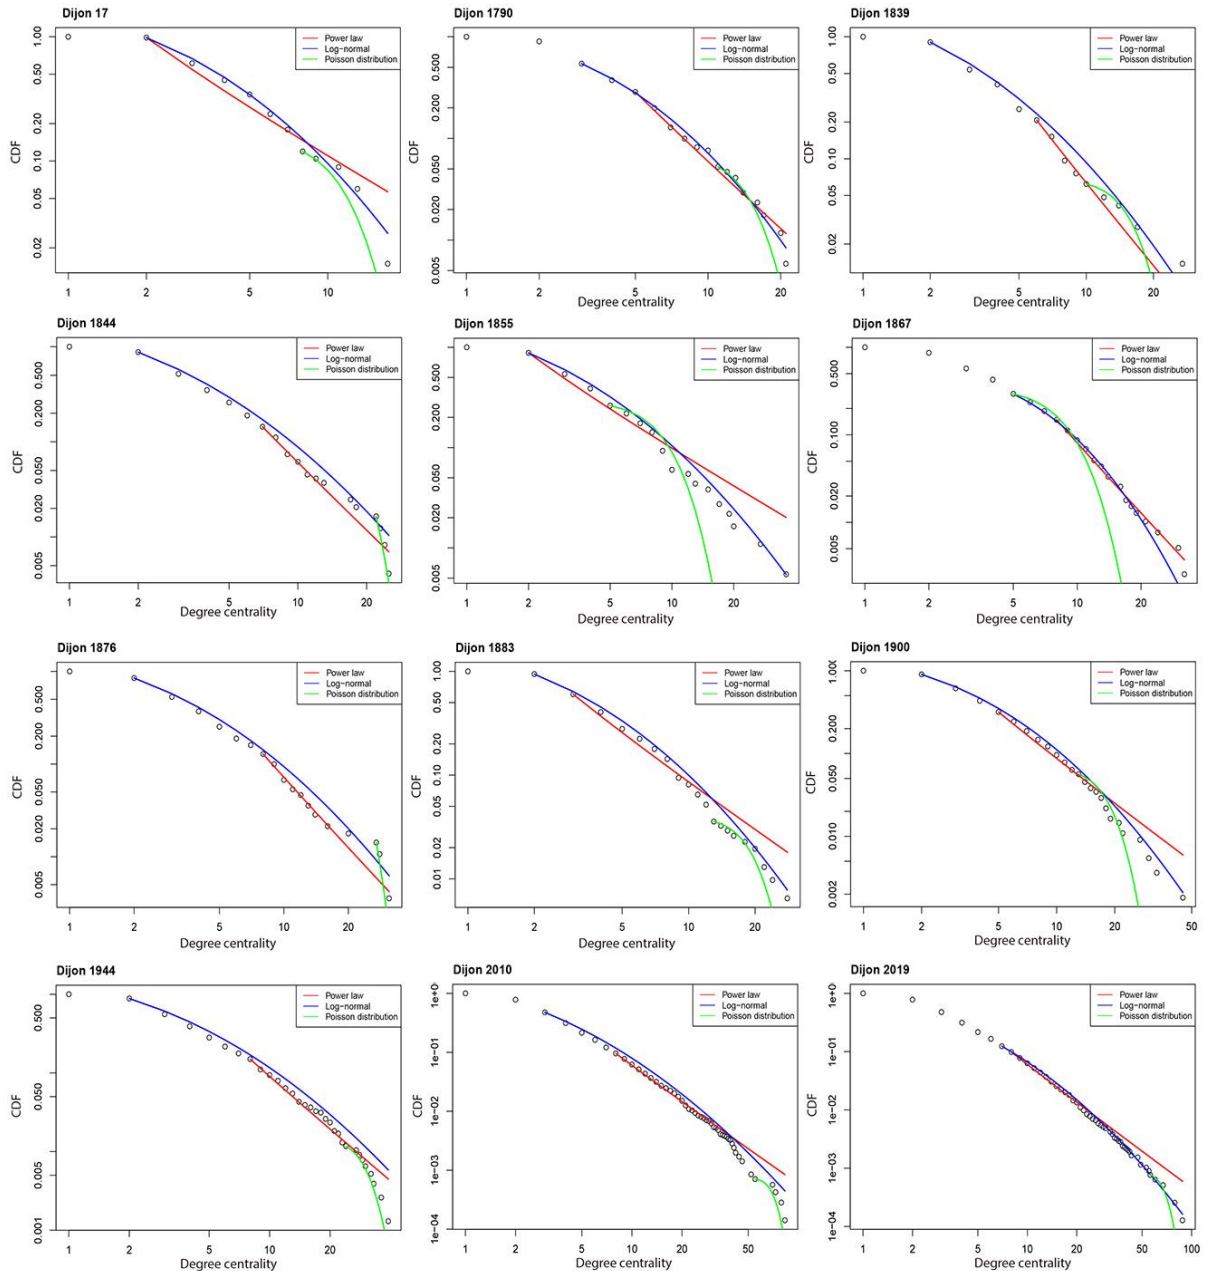 Dijon 17
Power law
Log−normal
Poisson distribution
CDF
1.00
0.50
0.20
0.10
0.05
0.02
1 2 5 10
Degree centrality
Dijon 1790
Power law
Log−normal
Poisson distribution
CDF
0.500
0.200
0.050
0.020
0.005
1 2 5 10 20
Degree centrality
Dijon 1839
Power law
Log−normal
Poisson distribution
CDF
1.00
0.50
0.20
0.10
0.05
0.02
1 2 5 10 20
Degree centrality
Dijon 1844
Power law
Log−normal
Poisson distribution
CDF
0.500
0.200
0.050
0.020
0.005
1 2 5 10 20
Degree centrality
Dijon 1855
Power law
Log−normal
Poisson distribution
CDF
0.500
0.200
0.050
0.020
0.005
1 2 5 10 20
Degree centrality
Dijon 1867
Power law
Log−normal
Poisson distribution
CDF
0.500
0.100
0.020
0.005
1 2 5 10 20
Degree centrality
Dijon 1876
Power law
Log−normal
Poisson distribution
CDF
0.500
0.200
0.050
0.020
0.005
1 2 5 10 20
Degree centrality
Dijon 1883
Power law
Log−normal
Poisson distribution
CDF
1.00
0.50
0.20
0.10
0.05
0.02
0.01
1 2 5 10 20
Degree centrality
Dijon 1900
Power law
Log−normal
Poisson distribution
CDF
1.000
0.200
0.050
0.010
0.002
1 2 5 10 20 50
Degree centrality
Dijon 1944
Power law
Log−normal
Poisson distribution
CDF
0.500
0.050
0.005
0.001
1 2 5 10 20
Degree centrality
Dijon 2010
Power law
Log−normal
Poisson distribution
CDF
1e+00
1e−01
1e−02
1e−03
1e−04
1 2 5 10 20 50
Degree centrality
Dijon 2019
Power law
Log−normal
Poisson distribution
CDF
1e+00
1e−01
1e−02
1e−03
1e−04
1 2 5 10 20 50 100
Degree centrality